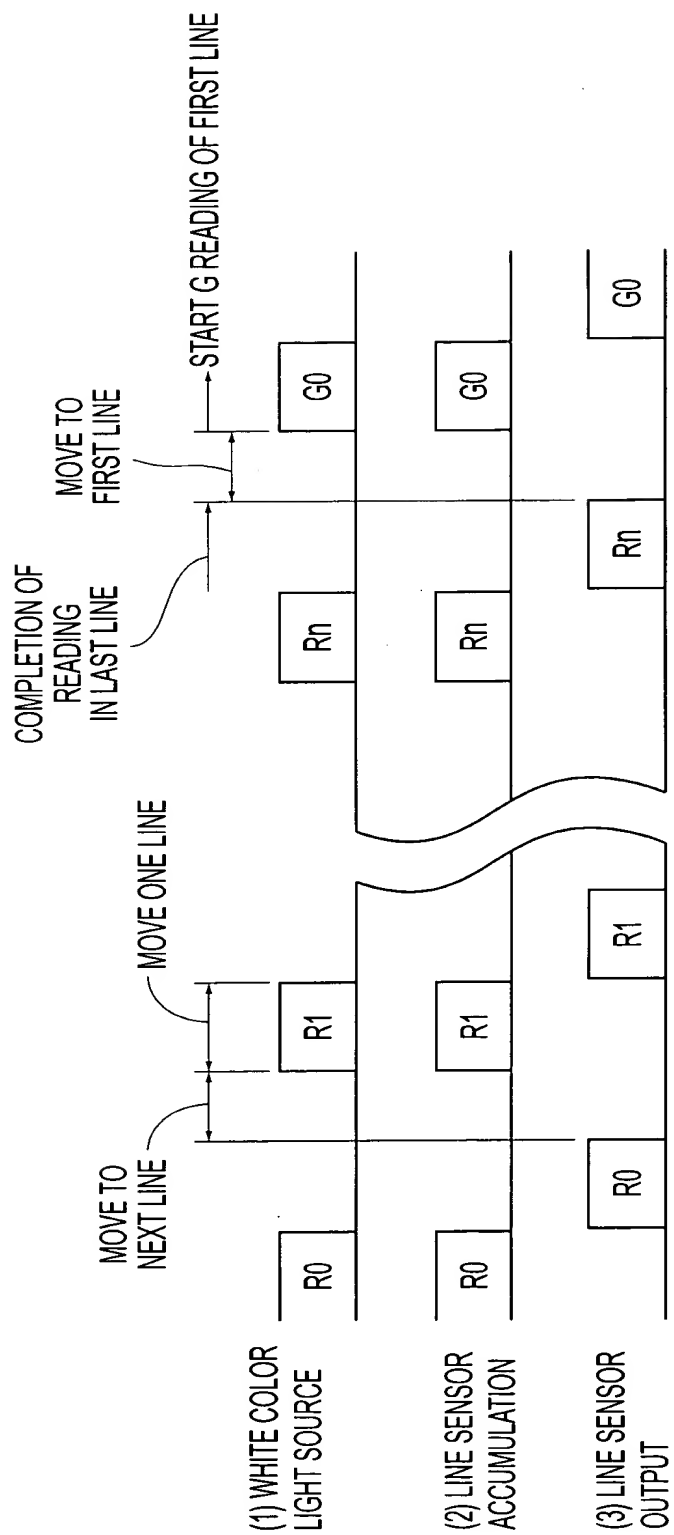 COMPLETION OF
READING
IN LAST LINE
MOVE TO
FIRST LINE
START G READING OF FIRST LINE
MOVE TO
NEXT LINE
MOVE ONE LINE
(1) WHITE COLOR
LIGHT SOURCE
R0
R1
Rn
G0
(2) LINE SENSOR
ACCUMULATION
R0
R1
Rn
G0
(3) LINE SENSOR
OUTPUT
R0
R1
Rn
G0